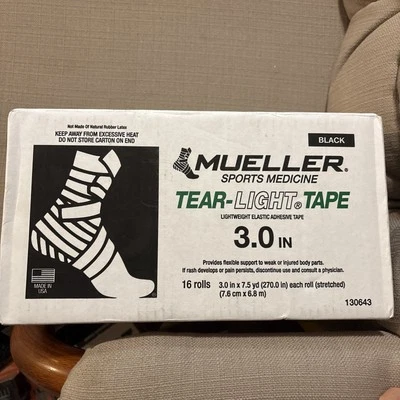 Not Made Of Natural Rubber Latex
KEEP AWAY FROM EXCESSIVE HEAT
DO NOT STORE CARTON ON END
BLACK
MUELLER®
SPORTS MEDICINE
TEAR-LIGHT® TAPE
LIGHTWEIGHT ELASTIC ADHESIVE TAPE
3.0 IN
Provides flexible support to weak or injured body parts.
If rash develops or pain persists, discontinue use and consult a physician.
16 rolls 3.0 in x 7.5 yd (270.0 in) each roll (stretched)
(7.6 cm x 6.8 m)
MADE IN
USA
130643